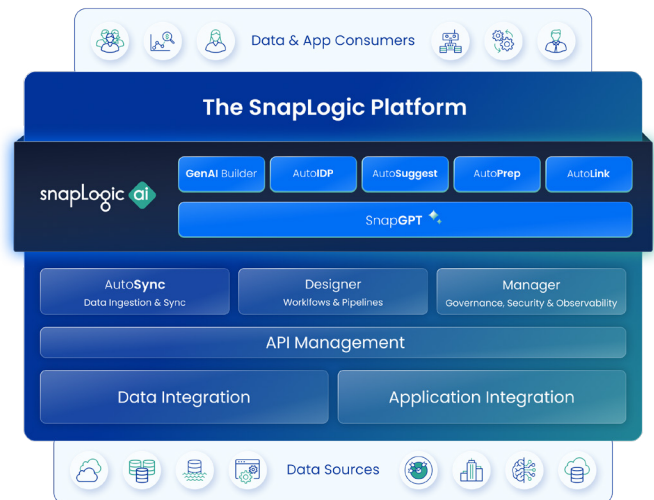 Data & App Consumers
The SnapLogic Platform
snapLogic ai
GenAI Builder
AutoIDP
AutoSuggest
AutoPrep
AutoLink
SnapGPT
AutoSync
Data Ingestion & Sync
Designer
Worklfows & Pipelines
Manager
Governance, Security & Observability
API Management
Data Integration
Application Integration
Data Sources